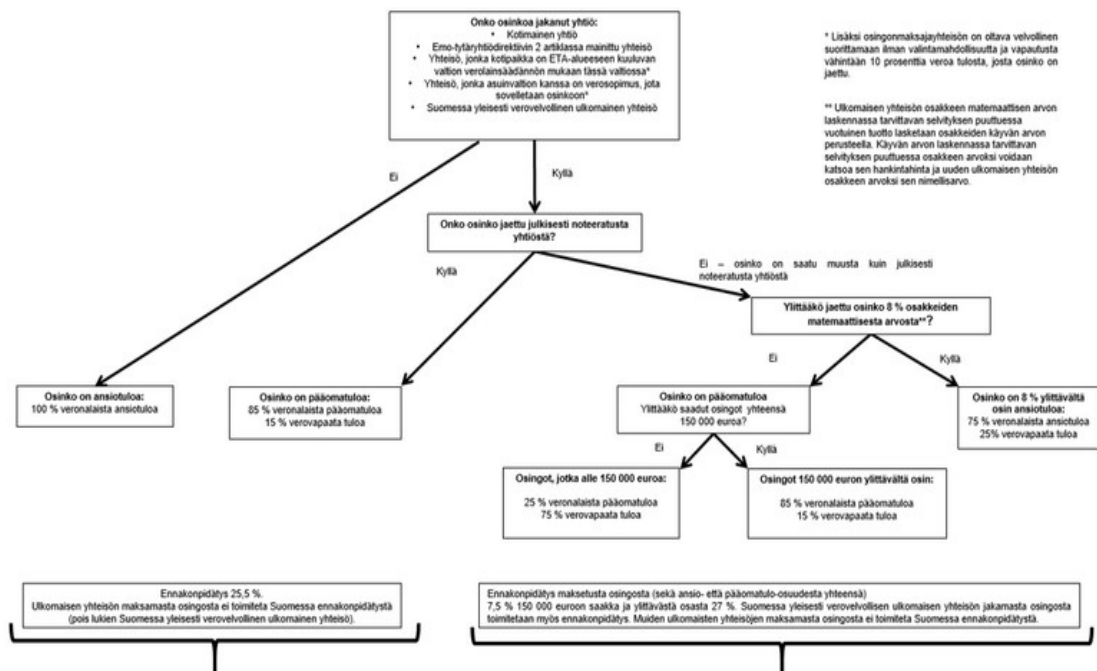 Onko osinkoa jakanut yhtiö:
• Kotimainen yhtiö
• Emo-tytäryhtiödirektiivin 2 artiklassa mainittu yhteisö
• Yhteisö, jonka kotipaikka on ETA-alueeseen kuuluvan
valtion verolainsäädännön mukaan tässä valtiossa*
• Yhteisö, jonka asuinvaltion kanssa on verosopimus, jota
sovelletaan osinkoon*
• Suomessa yleisesti verovelvollinen ulkomainen yhteisö
* Lisäksi osingonmaksajayhteisön on oltava velvollinen
suorittamaan ilman valintamahdollisuutta ja vapautusta
vähintään 10 prosenttia veroa tulosta, josta osinko on
jaettu.
** Ulkomaisen yhteisön osakkeen matemaattisen arvon
laskennassa tarvittavan selvityksen puuttuessa
vuotuinen tuotto lasketaan osakkeiden käyvän arvon
perusteella. Käyvän arvon laskennassa tarvittavan
selvityksen puuttuessa osakkeen arvoksi voidaan
katsoa sen hankintahinta ja uuden ulkomaisen yhteisön
osakkeen arvoksi sen nimellisarvo.
Ei
Kyllä
Onko osinko jaettu julkisesti noteeratusta
yhtiöstä?
Kyllä
Ei – osinko on saatu muusta kuin julkisesti
noteeratusta yhtiöstä
Ylittääkö jaettu osinko 8 % osakkeiden
matemaattisesta arvosta**?
Ei
Kyllä
Osinko on ansiotuloa:
100 % veronalaista ansiotuloa
Osinko on pääomatuloa:
85 % veronalaista pääomatuloa
15 % verovapaata tuloa
Osinko on pääomatuloa
Ylittääkö saadut osingot yhteensä
150 000 euroa?
Osinko on 8 % ylittävältä
osin ansiotuloa:
75 % veronalaista ansiotuloa
25% verovapaata tuloa
Ei
Kyllä
Osingot, jotka alle 150 000 euroa:
25 % veronalaista pääomatuloa
75 % verovapaata tuloa
Osingot 150 000 euron ylittävältä osin:
85 % veronalaista pääomatuloa
15 % verovapaata tuloa
Ennakonpidätys 25,5 %.
Ulkomaisen yhteisön maksamasta osingosta ei toimiteta Suomessa ennakonpidätystä
(pois lukien Suomessa yleisesti verovelvollinen ulkomainen yhteisö).
Ennakonpidätys maksetusta osingosta (sekä ansio- että pääomatulo-osuudesta yhteensä)
7,5 % 150 000 euroon saakka ja ylittävästä osasta 27 %. Suomessa yleisesti verovelvollisen ulkomaisen yhteisön jakamasta osingosta
toimitetaan myös ennakonpidätys. Muiden ulkomaisten yhteisöjen maksamasta osingosta ei toimiteta Suomessa ennakonpidätystä.